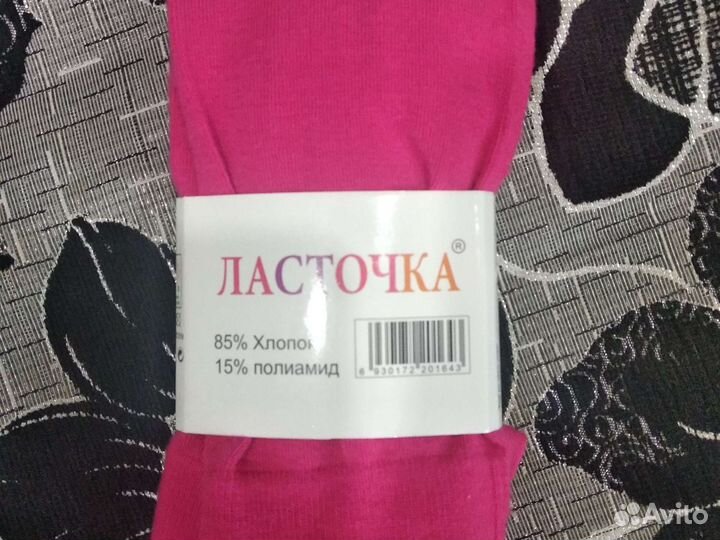 ЛАСТОЧКА®
85% Хлопок
15% полиамид
6 930172 201643
Avito